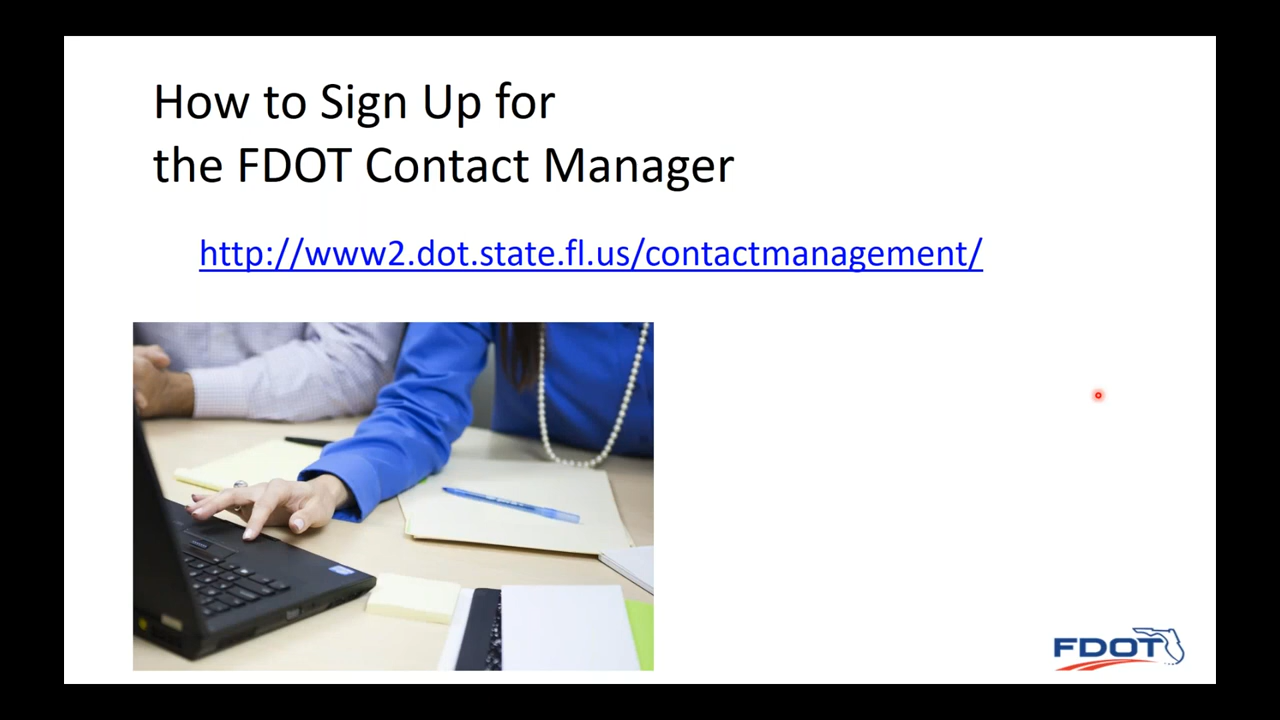 How to Sign Up for
the FDOT Contact Manager
http://www2.dot.state.fl.us/contactmanagement/
FDOT